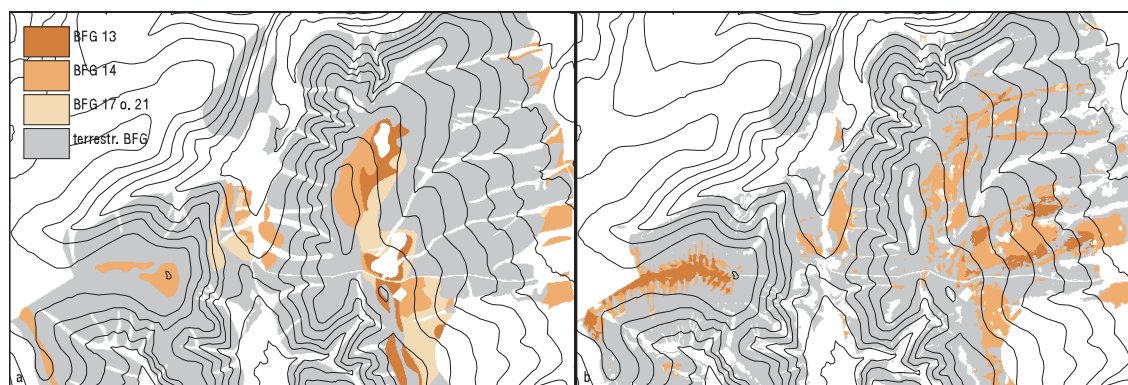 BFG 13
BFG 14
BFG 17 o. 21
terrestr. BFG
a
b